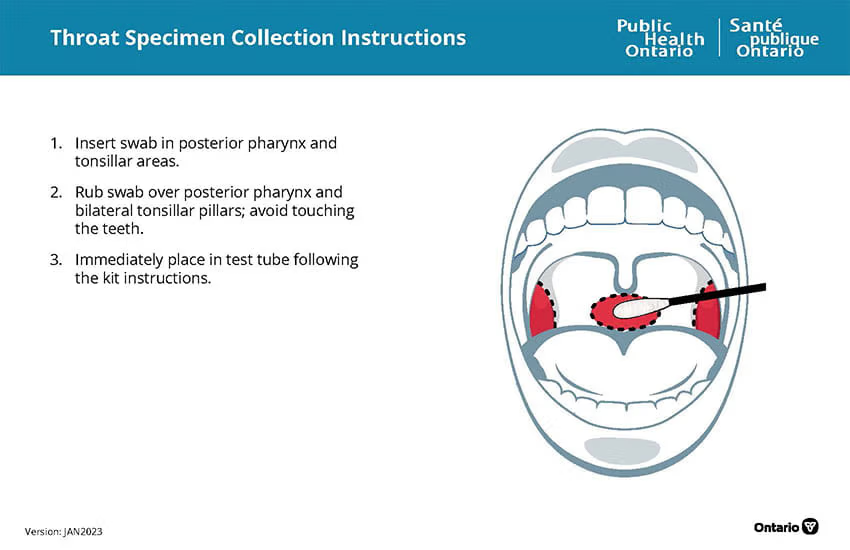 Throat Specimen Collection Instructions
Public
Health
Ontario
Santé
publique
Ontario
1. Insert swab in posterior pharynx and
tonsillar areas.
2. Rub swab over posterior pharynx and
bilateral tonsillar pillars; avoid touching
the teeth.
3. Immediately place in test tube following
the kit instructions.
Version: JAN2023
Ontario